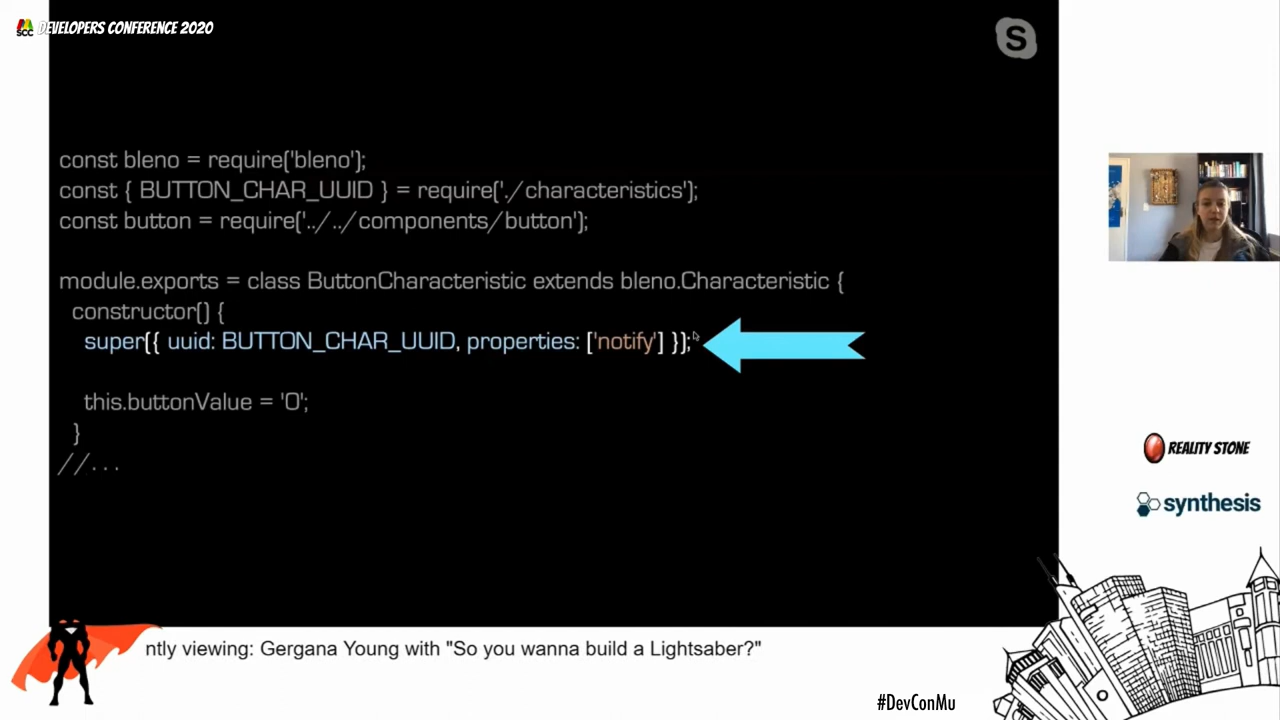 SCC DEVELOPERS CONFERENCE 2020
S
const bleno = require('bleno');
const { BUTTON_CHAR_UUID } = require('./characteristics');
const button = require('../../components/button');
module.exports = class ButtonCharacteristic extends bleno.Characteristic {
constructor() {
super({ uuid: BUTTON_CHAR_UUID, properties: ['notify'] });
this.buttonValue = '0';
}
//...
REALITY STONE
synthesis
ntly viewing: Gergana Young with "So you wanna build a Lightsaber?"
#DevConMu